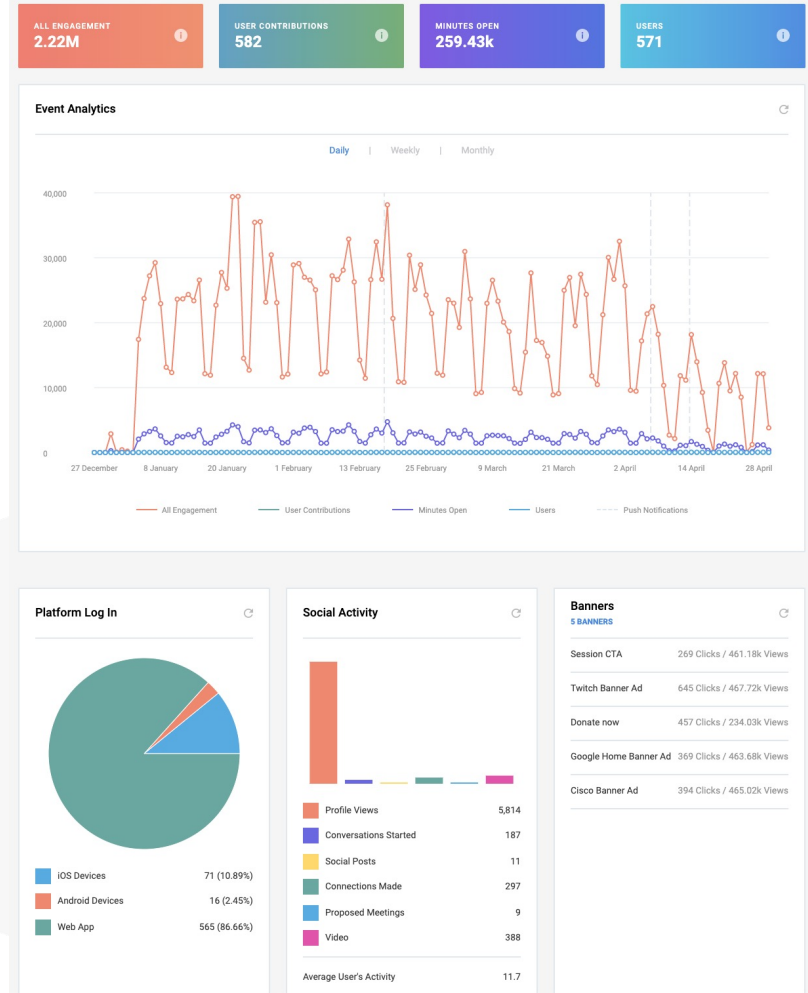 ALL ENGAGEMENT
2.22M
USER CONTRIBUTIONS
582
MINUTES OPEN
259.43k
USERS
571
Event Analytics
Daily | Weekly | Monthly
40,000
30,000
20,000
10,000
0
27 December 8 January 20 January 1 February 13 February 25 February 9 March 21 March 2 April 14 April 28 April
All Engagement User Contributions Minutes Open Users Push Notifications
Platform Log In
iOS Devices 71 (10.89%)
Android Devices 16 (2.45%)
Web App 565 (86.66%)
Social Activity
Profile Views 5,814
Conversations Started 187
Social Posts 11
Connections Made 297
Proposed Meetings 9
Video 388
Average User's Activity 11.7
Banners
5 BANNERS
Session CTA 269 Clicks / 461.18k Views
Twitch Banner Ad 645 Clicks / 467.72k Views
Donate now 457 Clicks / 234.03k Views
Google Home Banner Ad 369 Clicks / 463.68k Views
Cisco Banner Ad 394 Clicks / 465.02k Views